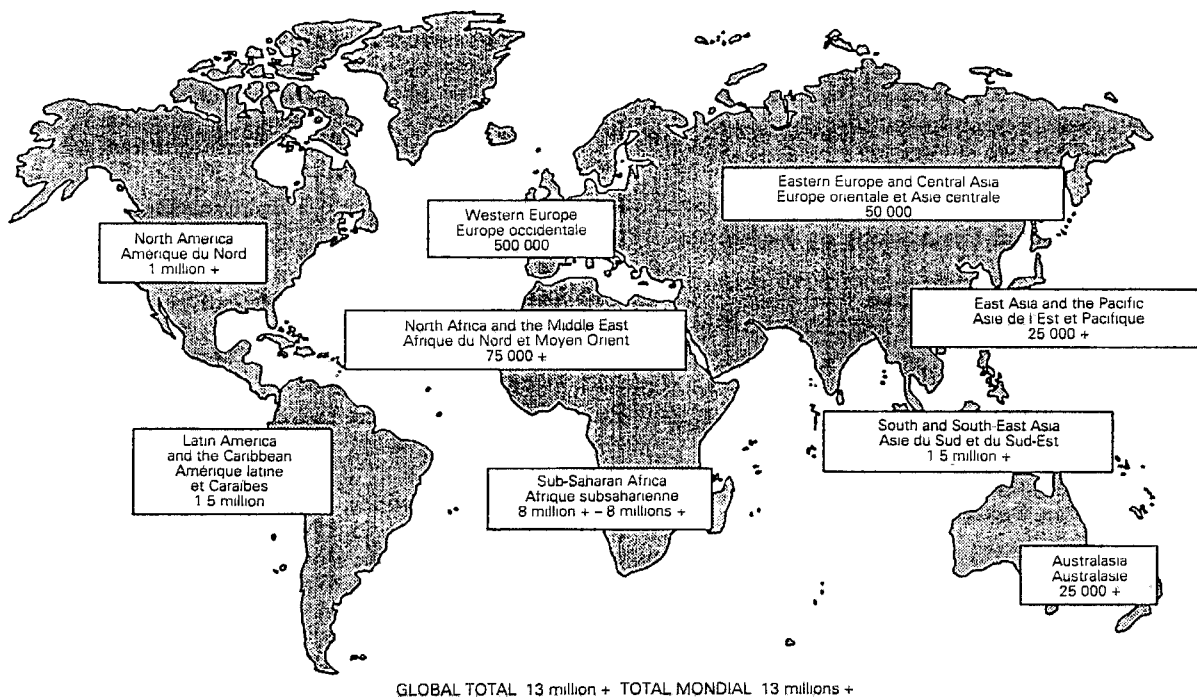 Eastern Europe and Central Asia
Europe orientale et Asie centrale
50 000
Western Europe
Europe occidentale
500 000
North America
Amérique du Nord
1 million +
East Asia and the Pacific
Asie de l'Est et Pacifique
25 000 +
North Africa and the Middle East
Afrique du Nord et Moyen Orient
75 000 +
South and South-East Asia
Asie du Sud et du Sud-Est
1 5 million +
Latin America
and the Caribbean
Amérique latine
et Caraïbes
1 5 million
Sub-Saharan Africa
Afrique subsaharienne
8 million + – 8 millions +
Australasia
Australasie
25 000 +
GLOBAL TOTAL 13 million + TOTAL MONDIAL 13 millions +